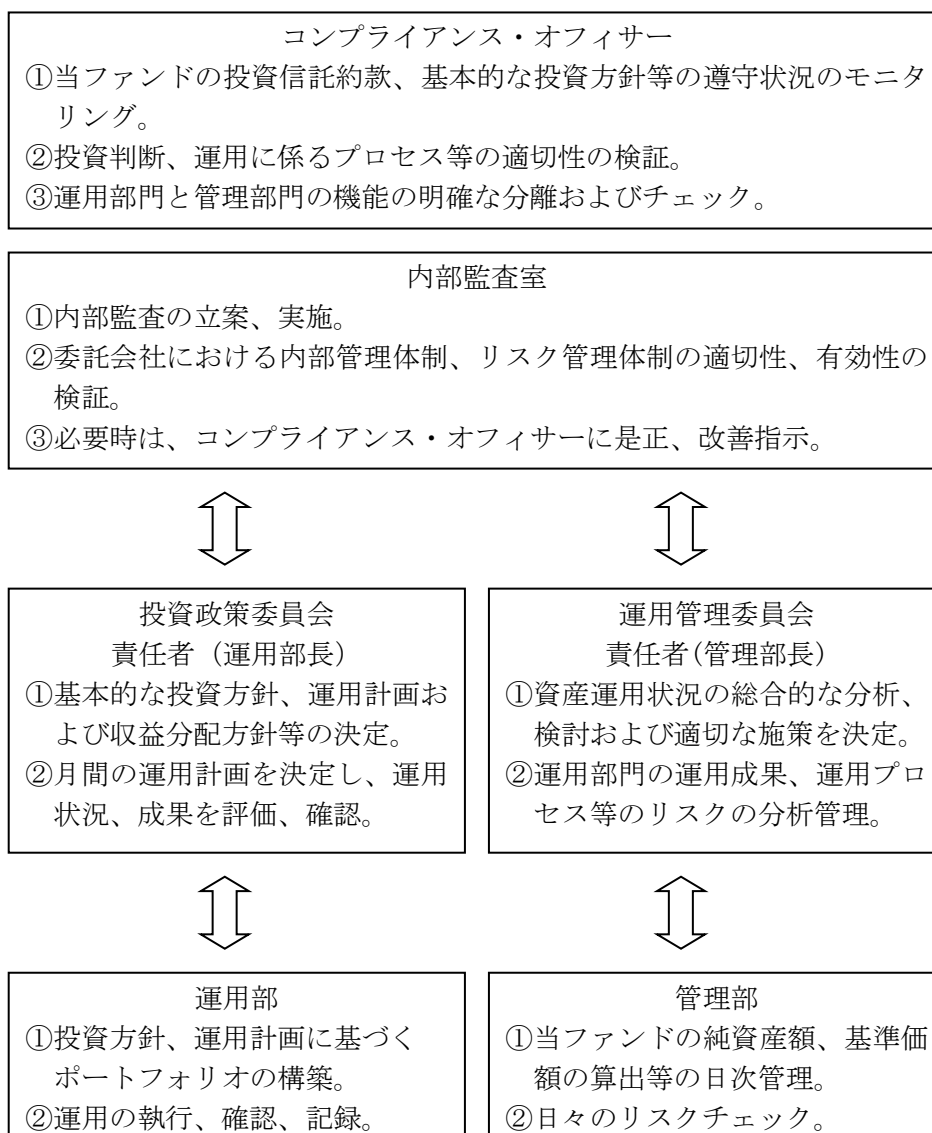 コンプライアンス・オフィサー
①当ファンドの投資信託約款、基本的な投資方針等の遵守状況のモニタ
リング。
②投資判断、運用に係るプロセス等の適切性の検証。
③運用部門と管理部門の機能の明確な分離およびチェック。
内部監査室
①内部監査の立案、実施。
②委託会社における内部管理体制、リスク管理体制の適切性、有効性の
検証。
③必要時は、コンプライアンス・オフィサーに是正、改善指示。
投資政策委員会
責任者（運用部長）
①基本的な投資方針、運用計画お
よび収益分配方針等の決定。
②月間の運用計画を決定し、運用
状況、成果を評価、確認。
運用管理委員会
責任者(管理部長)
①資産運用状況の総合的な分析、
検討および適切な施策を決定。
②運用部門の運用成果、運用プロ
セス等のリスクの分析管理。
運用部
①投資方針、運用計画に基づく
ポートフォリオの構築。
②運用の執行、確認、記録。
管理部
①当ファンドの純資産額、基準価
額の算出等の日次管理。
②日々のリスクチェック。